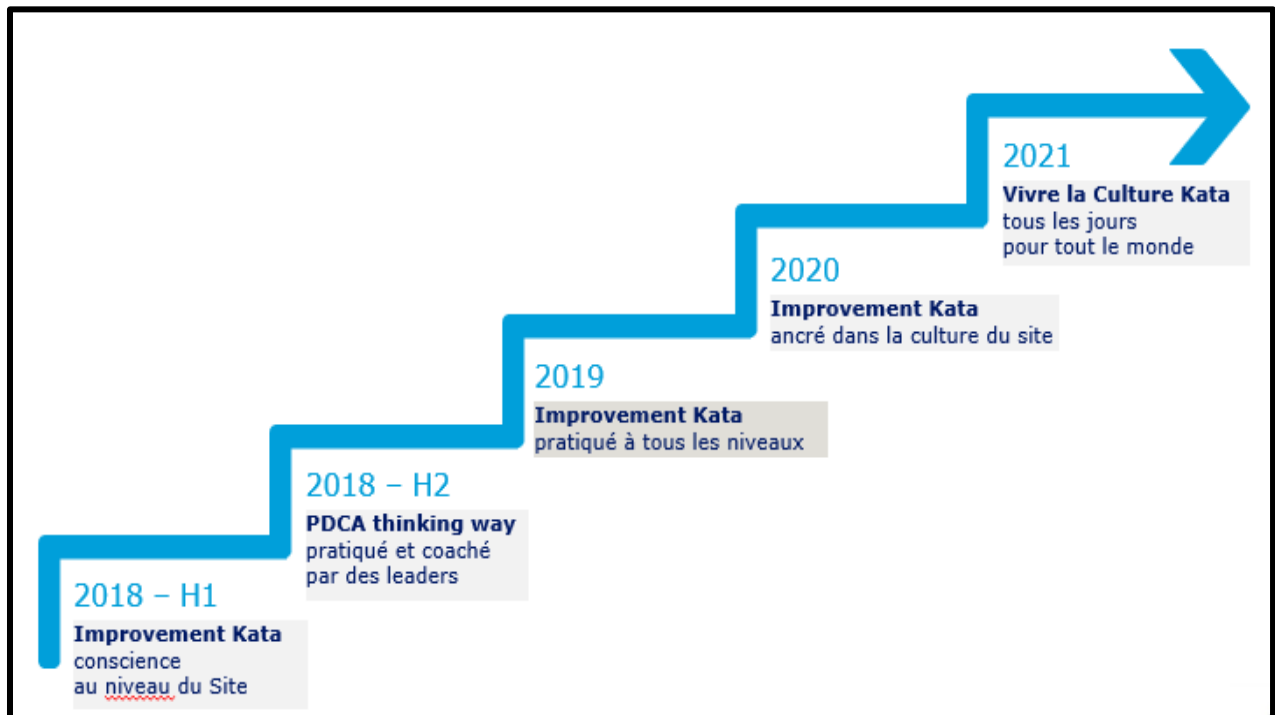 2018 – H1
Improvement Kata
conscience
au niveau du Site
2018 – H2
PDCA thinking way
pratiqué et coaché
par des leaders
2019
Improvement Kata
pratiqué à tous les niveaux
2020
Improvement Kata
ancré dans la culture du site
2021
Vivre la Culture Kata
tous les jours
pour tout le monde